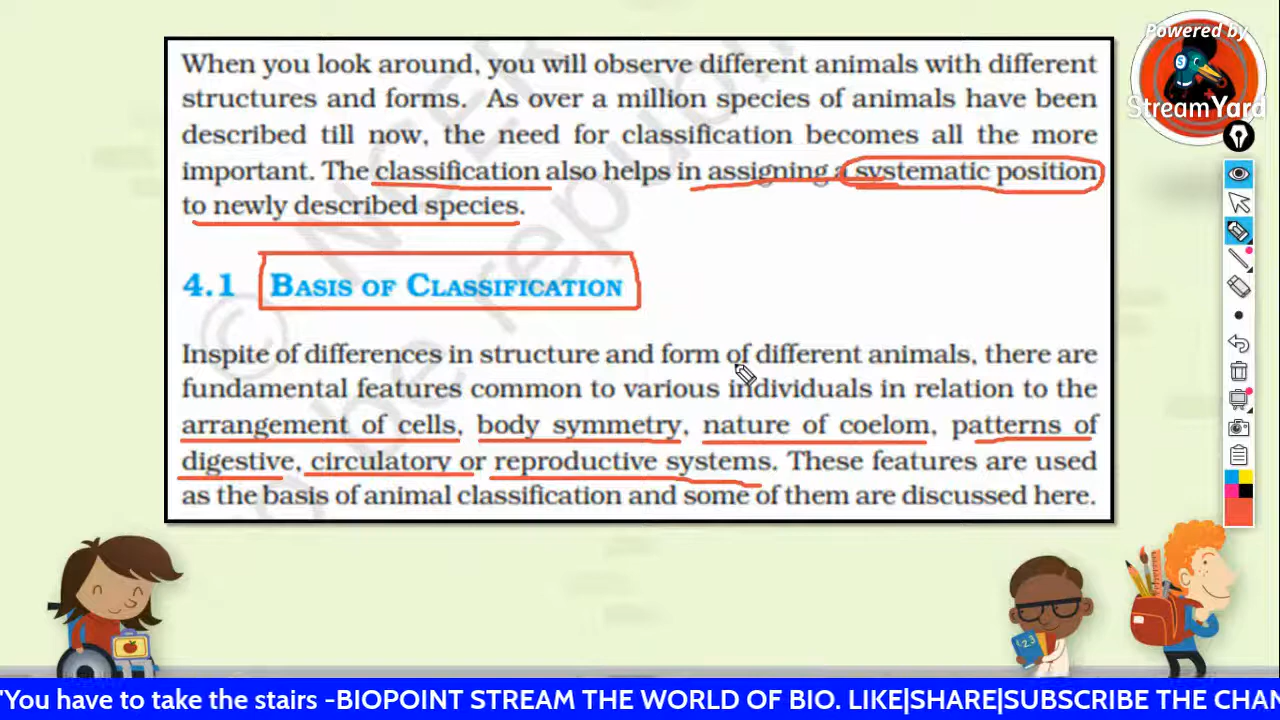 Powered by
StreamYard
When you look around, you will observe different animals with different
structures and forms. As over a million species of animals have been
described till now, the need for classification becomes all the more
important. The classification also helps in assigning a systematic position
to newly described species.
4.1 BASIS OF CLASSIFICATION
Inspite of differences in structure and form of different animals, there are
fundamental features common to various individuals in relation to the
arrangement of cells, body symmetry, nature of coelom, patterns of
digestive, circulatory or reproductive systems. These features are used
as the basis of animal classification and some of them are discussed here.
"You have to take the stairs -BIOPOINT STREAM THE WORLD OF BIO. LIKE|SHARE|SUBSCRIBE THE CHAN